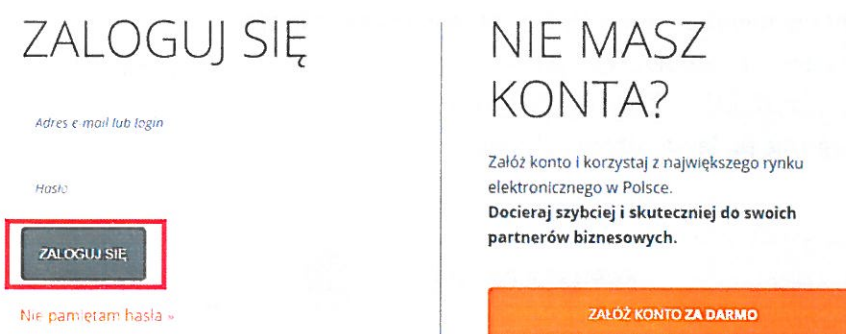 ZALOGUJ SIĘ
Adres e-mail lub login
Hasło
ZALOGUJ SIĘ
Nie pamiętam hasła »
NIE MASZ
KONTA?
Załóż konto i korzystaj z największego rynku
elektronicznego w Polsce.
Docieraj szybciej i skuteczniej do swoich
partnerów biznesowych.
ZAŁÓŻ KONTO ZA DARMO